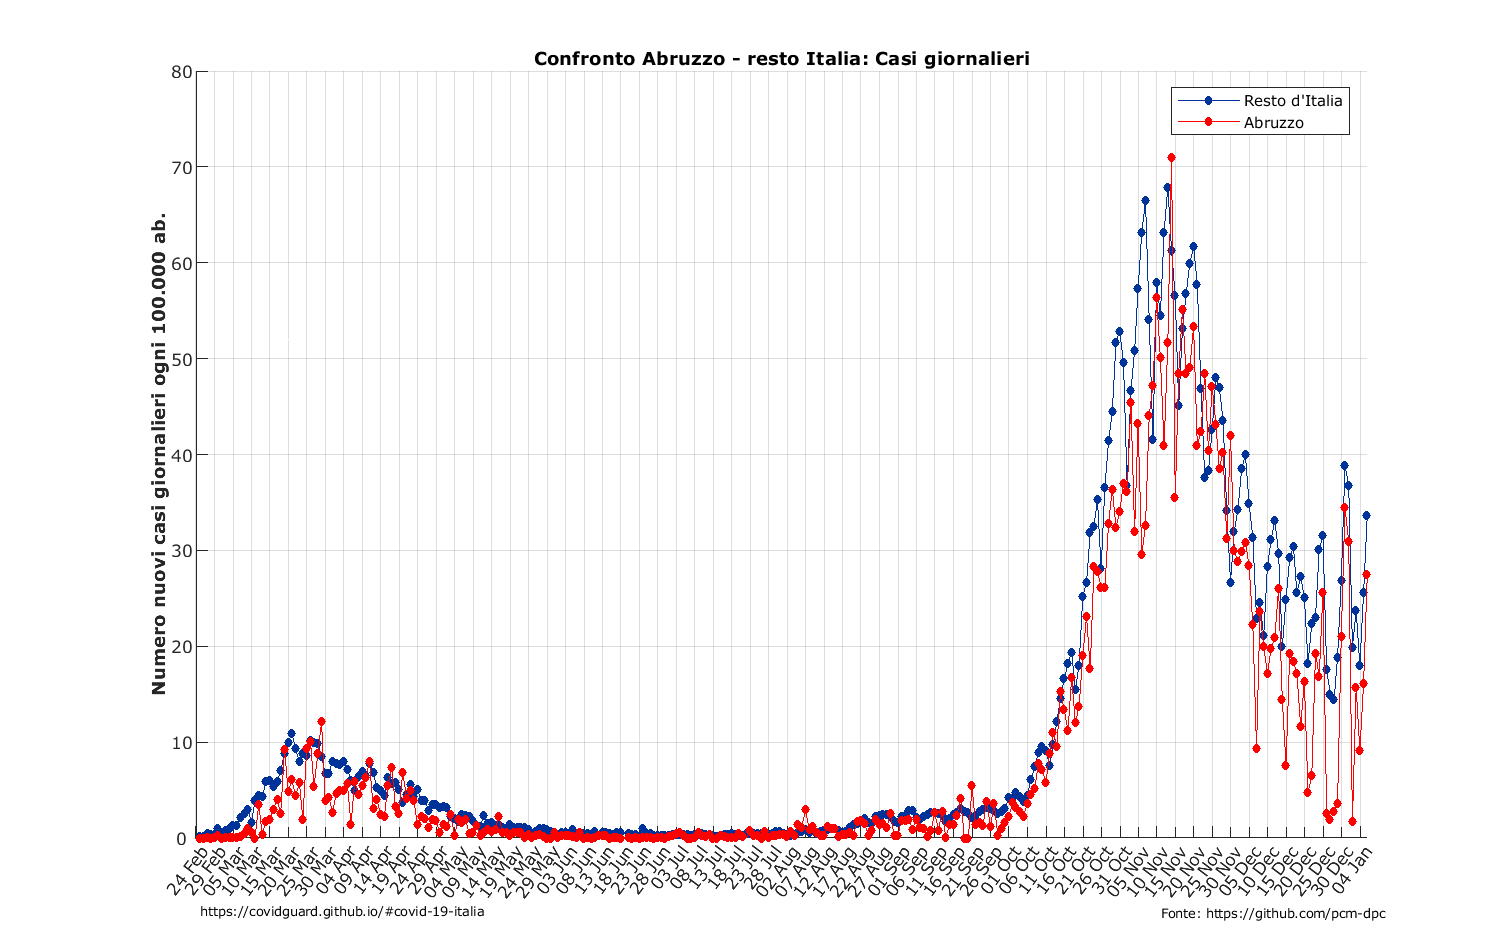 Confronto Abruzzo - resto Italia: Casi giornalieri
Resto d'Italia
Abruzzo
Numero nuovi casi giornalieri ogni 100.000 ab.
80
70
60
50
40
30
20
10
0
24 Feb
29 Feb
05 Mar
10 Mar
15 Mar
20 Mar
25 Mar
30 Mar
04 Apr
09 Apr
14 Apr
19 Apr
24 Apr
29 Apr
04 May
09 May
14 May
19 May
24 May
29 May
03 Jun
08 Jun
13 Jun
18 Jun
23 Jun
28 Jun
03 Jul
08 Jul
13 Jul
18 Jul
23 Jul
28 Jul
02 Aug
07 Aug
12 Aug
17 Aug
22 Aug
27 Aug
01 Sep
06 Sep
11 Sep
16 Sep
21 Sep
26 Sep
01 Oct
06 Oct
11 Oct
16 Oct
21 Oct
26 Oct
31 Oct
05 Nov
10 Nov
15 Nov
20 Nov
25 Nov
30 Nov
05 Dec
10 Dec
15 Dec
20 Dec
25 Dec
30 Dec
04 Jan
https://covidguard.github.io/#covid-19-italia
Fonte: https://github.com/pcm-dpc